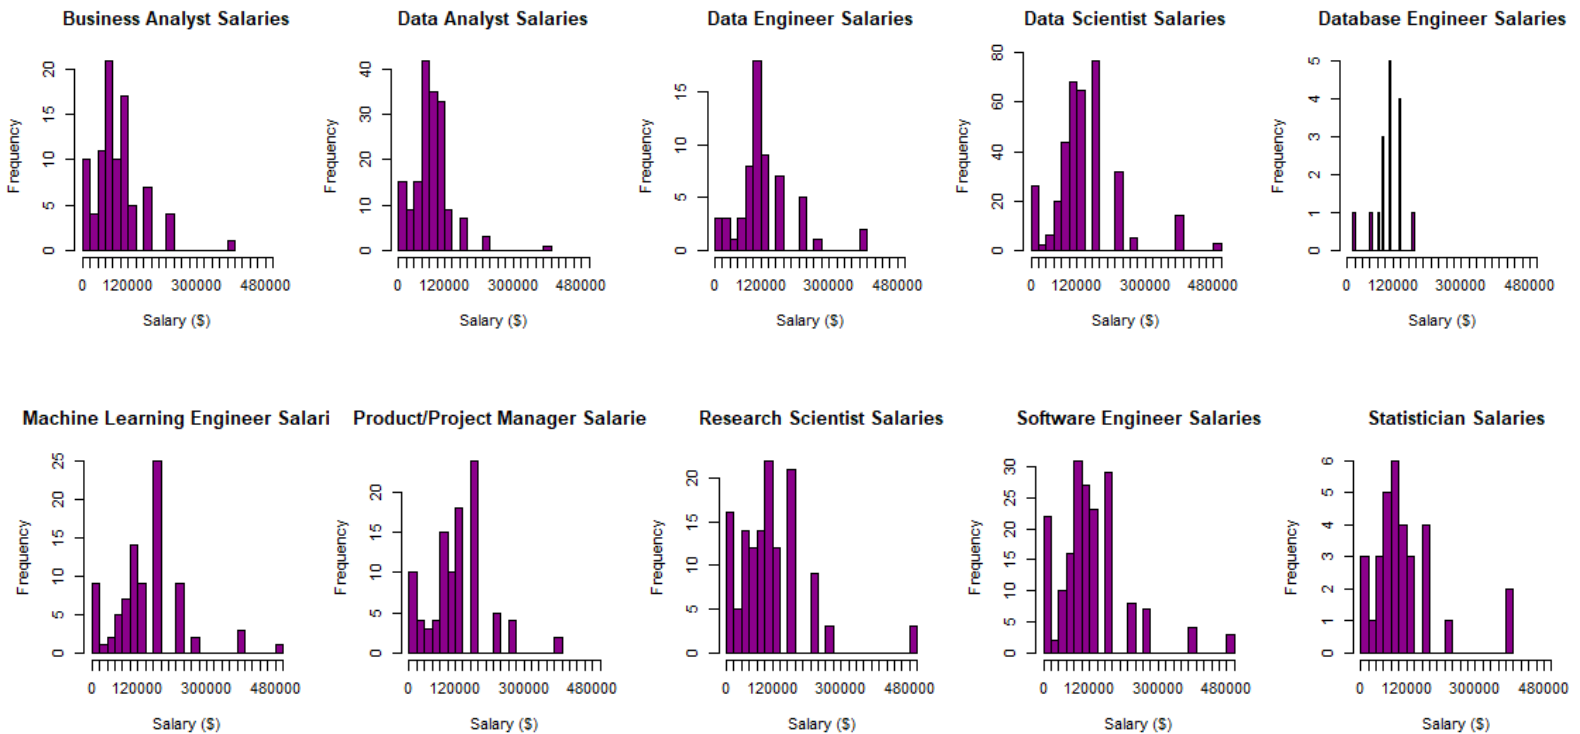 Business Analyst Salaries
Frequency
0 5 10 15 20
0 120000 300000 480000
Salary ($)
Data Analyst Salaries
Frequency
0 10 20 30 40
0 120000 300000 480000
Salary ($)
Data Engineer Salaries
Frequency
0 5 10 15
0 120000 300000 480000
Salary ($)
Data Scientist Salaries
Frequency
0 20 40 60 80
0 120000 300000 480000
Salary ($)
Database Engineer Salaries
Frequency
0 1 2 3 4 5
0 120000 300000 480000
Salary ($)
Machine Learning Engineer Salari
Frequency
0 5 10 15 20 25
0 120000 300000 480000
Salary ($)
Product/Project Manager Salarie
Frequency
0 5 10 15 20
0 120000 300000 480000
Salary ($)
Research Scientist Salaries
Frequency
0 5 10 15 20
0 120000 300000 480000
Salary ($)
Software Engineer Salaries
Frequency
0 5 10 15 20 25 30
0 120000 300000 480000
Salary ($)
Statistician Salaries
Frequency
0 1 2 3 4 5 6
0 120000 300000 480000
Salary ($)